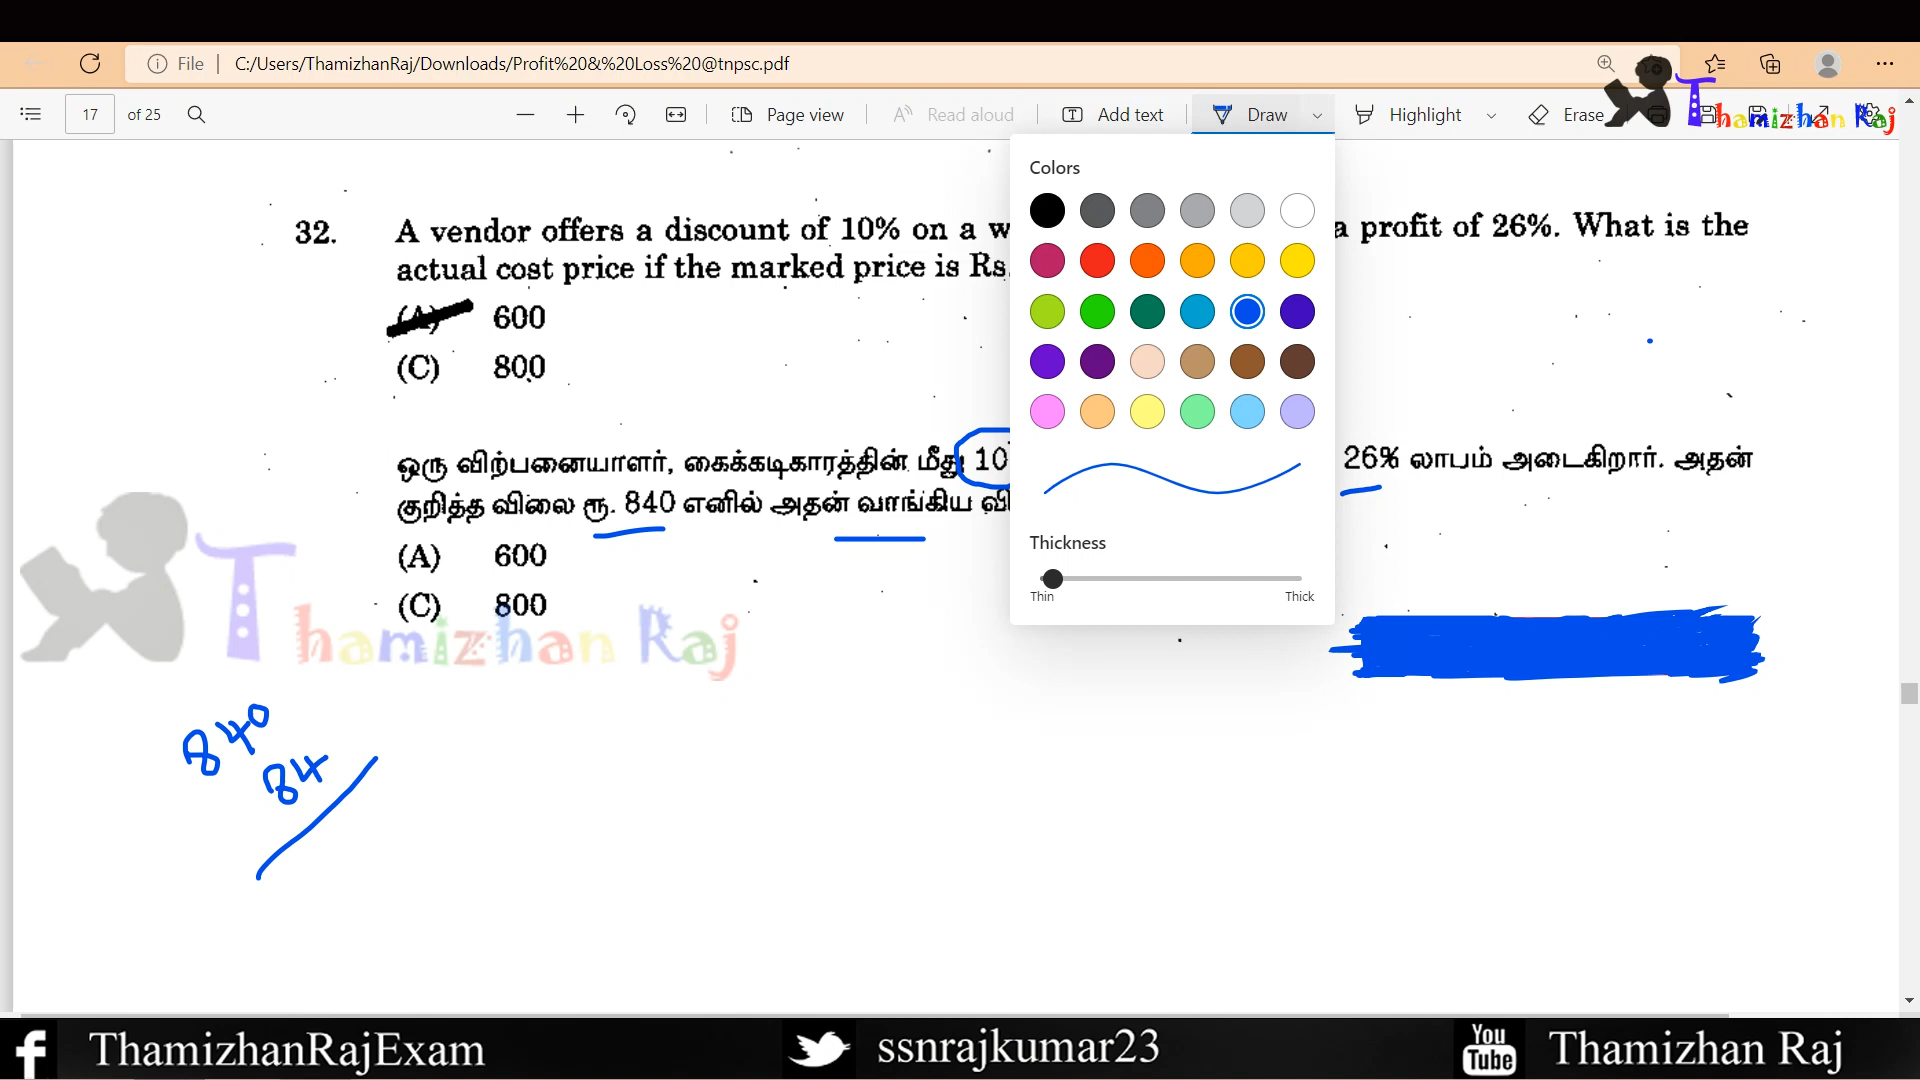 File C:/Users/ThamizhanRaj/Downloads/Profit%20&%20Loss%20@tnpsc.pdf
17 of 25 Page view Read aloud Add text Draw Highlight Erase
Thamizhan Raj
Colors
32. A vendor offers a discount of 10% on a w a profit of 26%. What is the
actual cost price if the marked price is Rs.
(A) 600
(C) 800
ஒரு விற்பனையாளர், கைக்கடிகாரத்தின் மீது 10 26% லாபம் அடைகிறார். அதன்
குறித்த விலை ரூ. 840 எனில் அதன் வாங்கிய வி
(A) 600
(C) 800
Thickness
Thin Thick
Thamizhan Raj
840
84
ThamizhanRajExam ssnrajkumar23 You Tube Thamizhan Raj